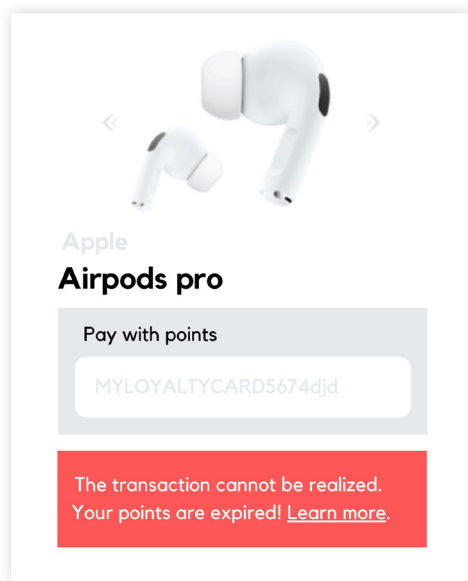 Apple
Airpods pro
Pay with points
MYLOYALTYCARD5674djd
The transaction cannot be realized.
Your points are expired! Learn more.